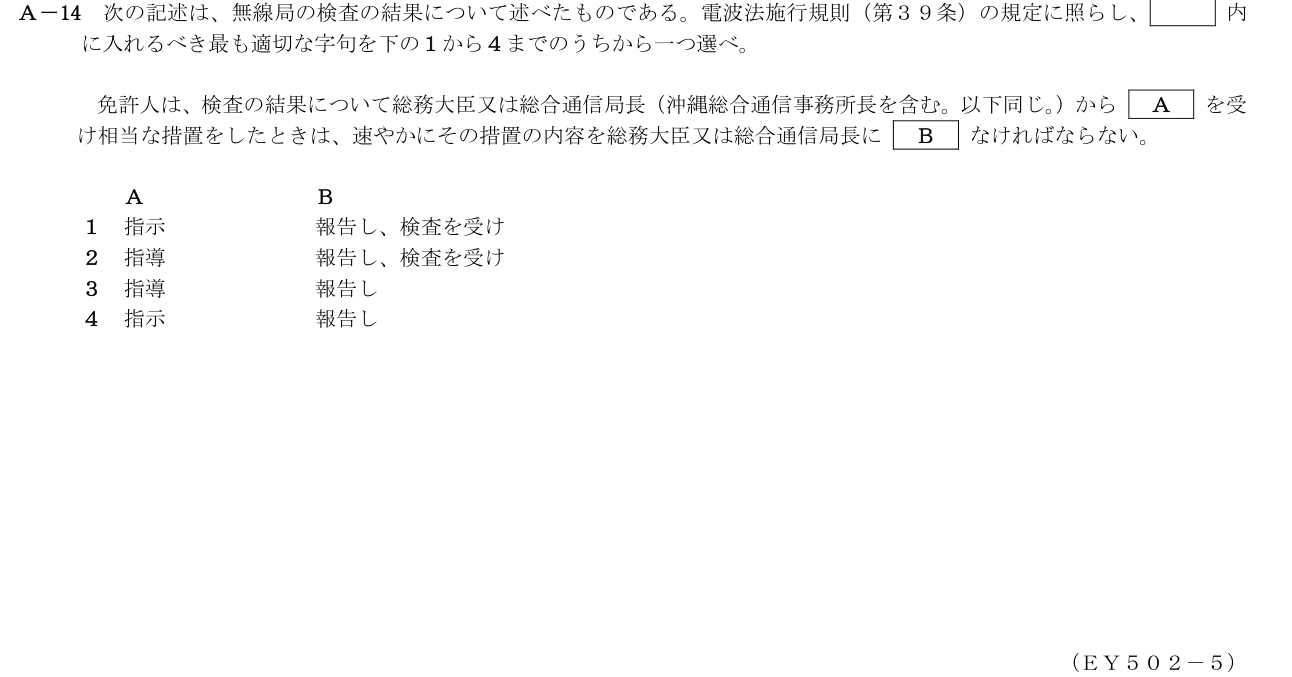 Ａ－14 次の記述は、無線局の検査の結果について述べたものである。電波法施行規則（第３９条）の規定に照らし、 内
に入れるべき最も適切な字句を下の１から４までのうちから一つ選べ。
免許人は、検査の結果について総務大臣又は総合通信局長（沖縄総合通信事務所長を含む。以下同じ。）から Ａ を受
け相当な措置をしたときは、速やかにその措置の内容を総務大臣又は総合通信局長に Ｂ なければならない。
Ａ Ｂ
１ 指示 報告し、検査を受け
２ 指導 報告し、検査を受け
３ 指導 報告し
４ 指示 報告し
（ＥＹ５０２－５）